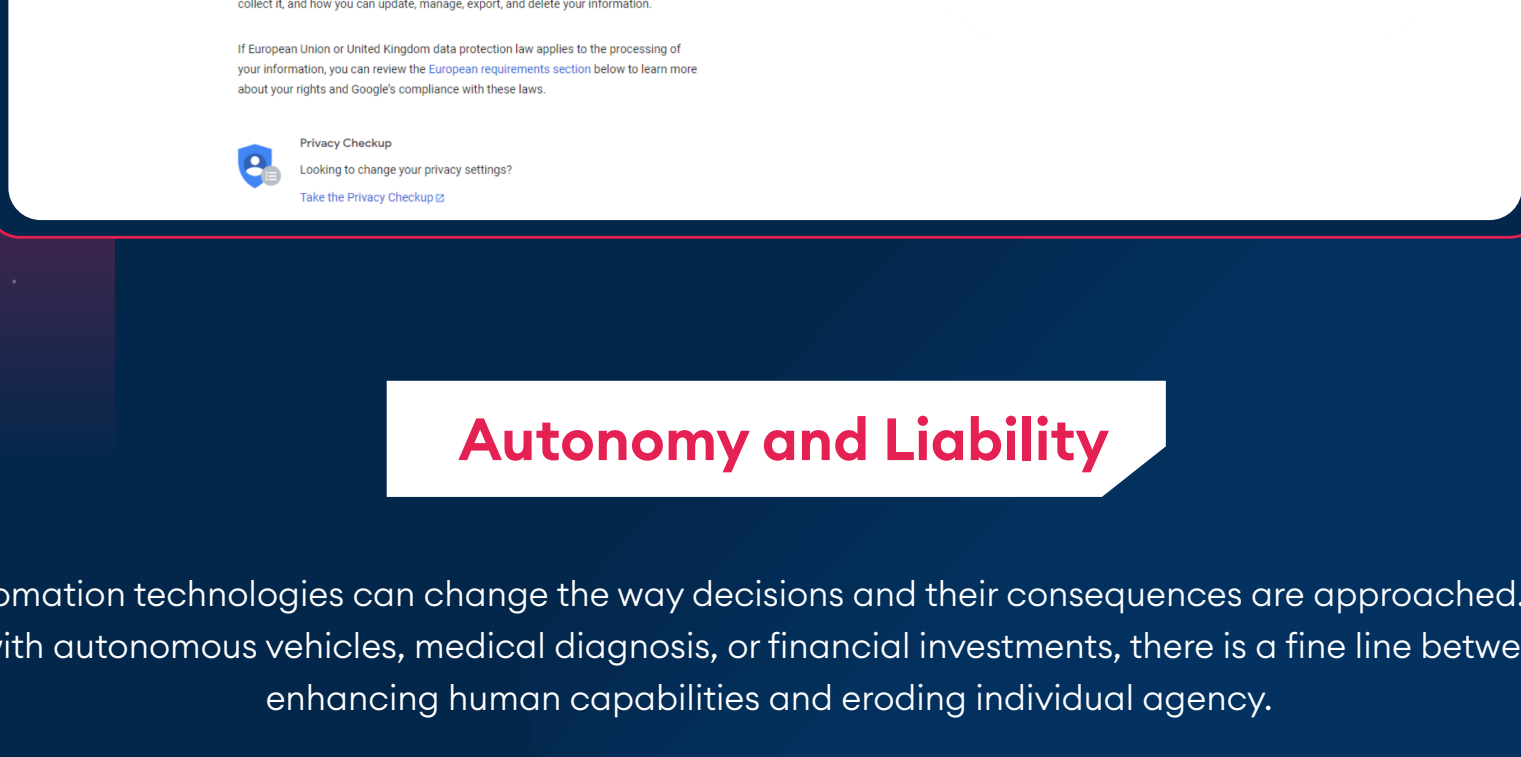 collect it, and how you can update, manage, export, and delete your information.
If European Union or United Kingdom data protection law applies to the processing of
your information, you can review the European requirements section below to learn more
about your rights and Google's compliance with these laws.
Privacy Checkup
Looking to change your privacy settings?
Take the Privacy Checkup
Autonomy and Liability
omation technologies can change the way decisions and their consequences are approached.
with autonomous vehicles, medical diagnosis, or financial investments, there is a fine line betwe
enhancing human capabilities and eroding individual agency.